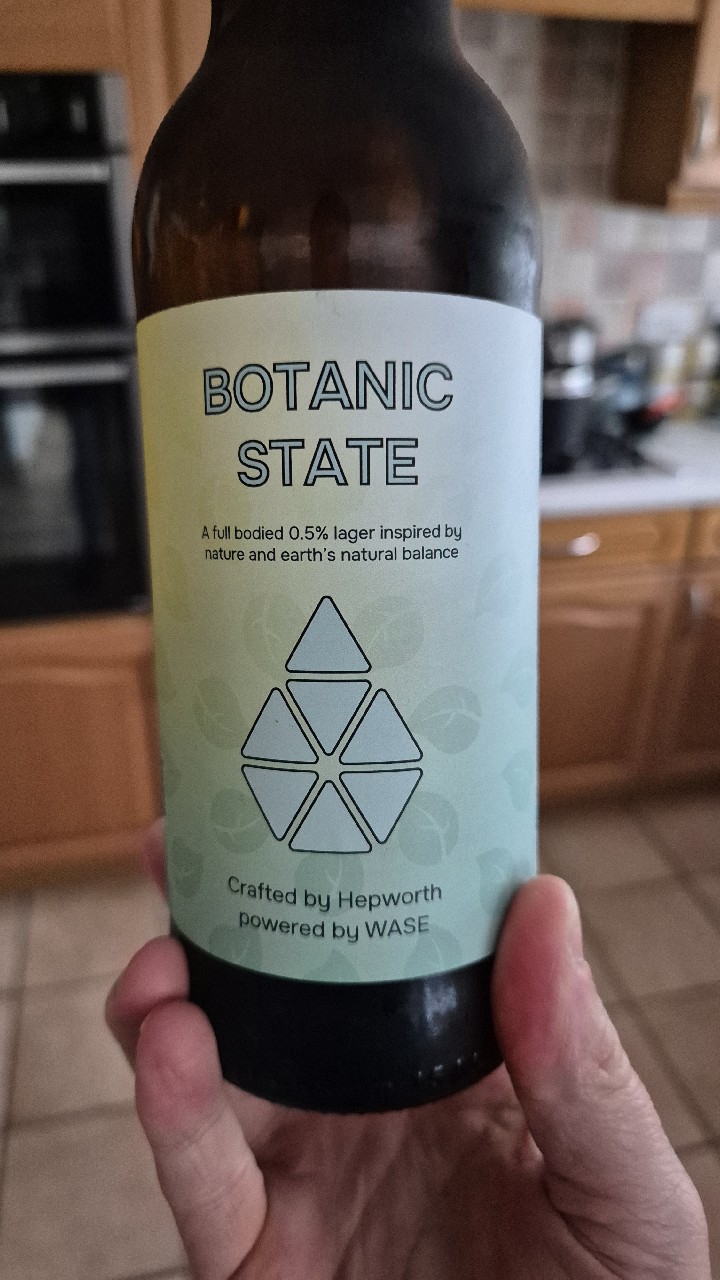 BOTANIC
STATE
A full bodied 0.5% lager inspired by
nature and earth's natural balance
Crafted by Hepworth
powered by WASE